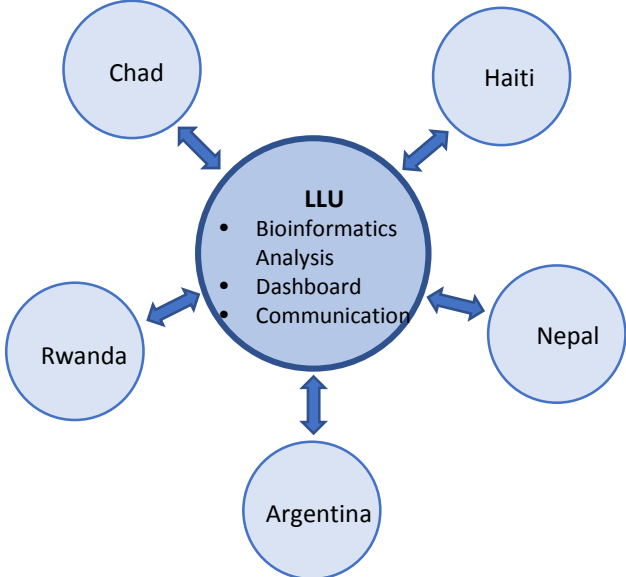 Chad
Haiti
LLU
• Bioinformatics
Analysis
• Dashboard
• Communication
Rwanda
Nepal
Argentina